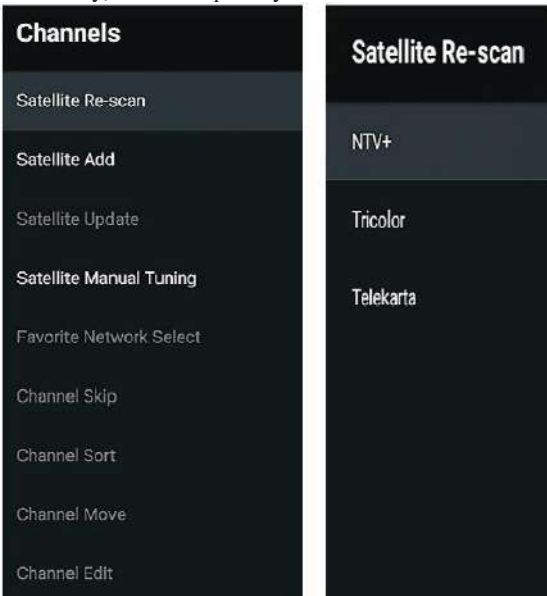 Channels
Satellite Re-scan
Satellite Add
Satellite Update
Satellite Manual Tuning
Favorite Network Select
Channel Skip
Channel Sort
Channel Move
Channel Edit
Satellite Re-scan
NTV+
Tricolor
Telekarta